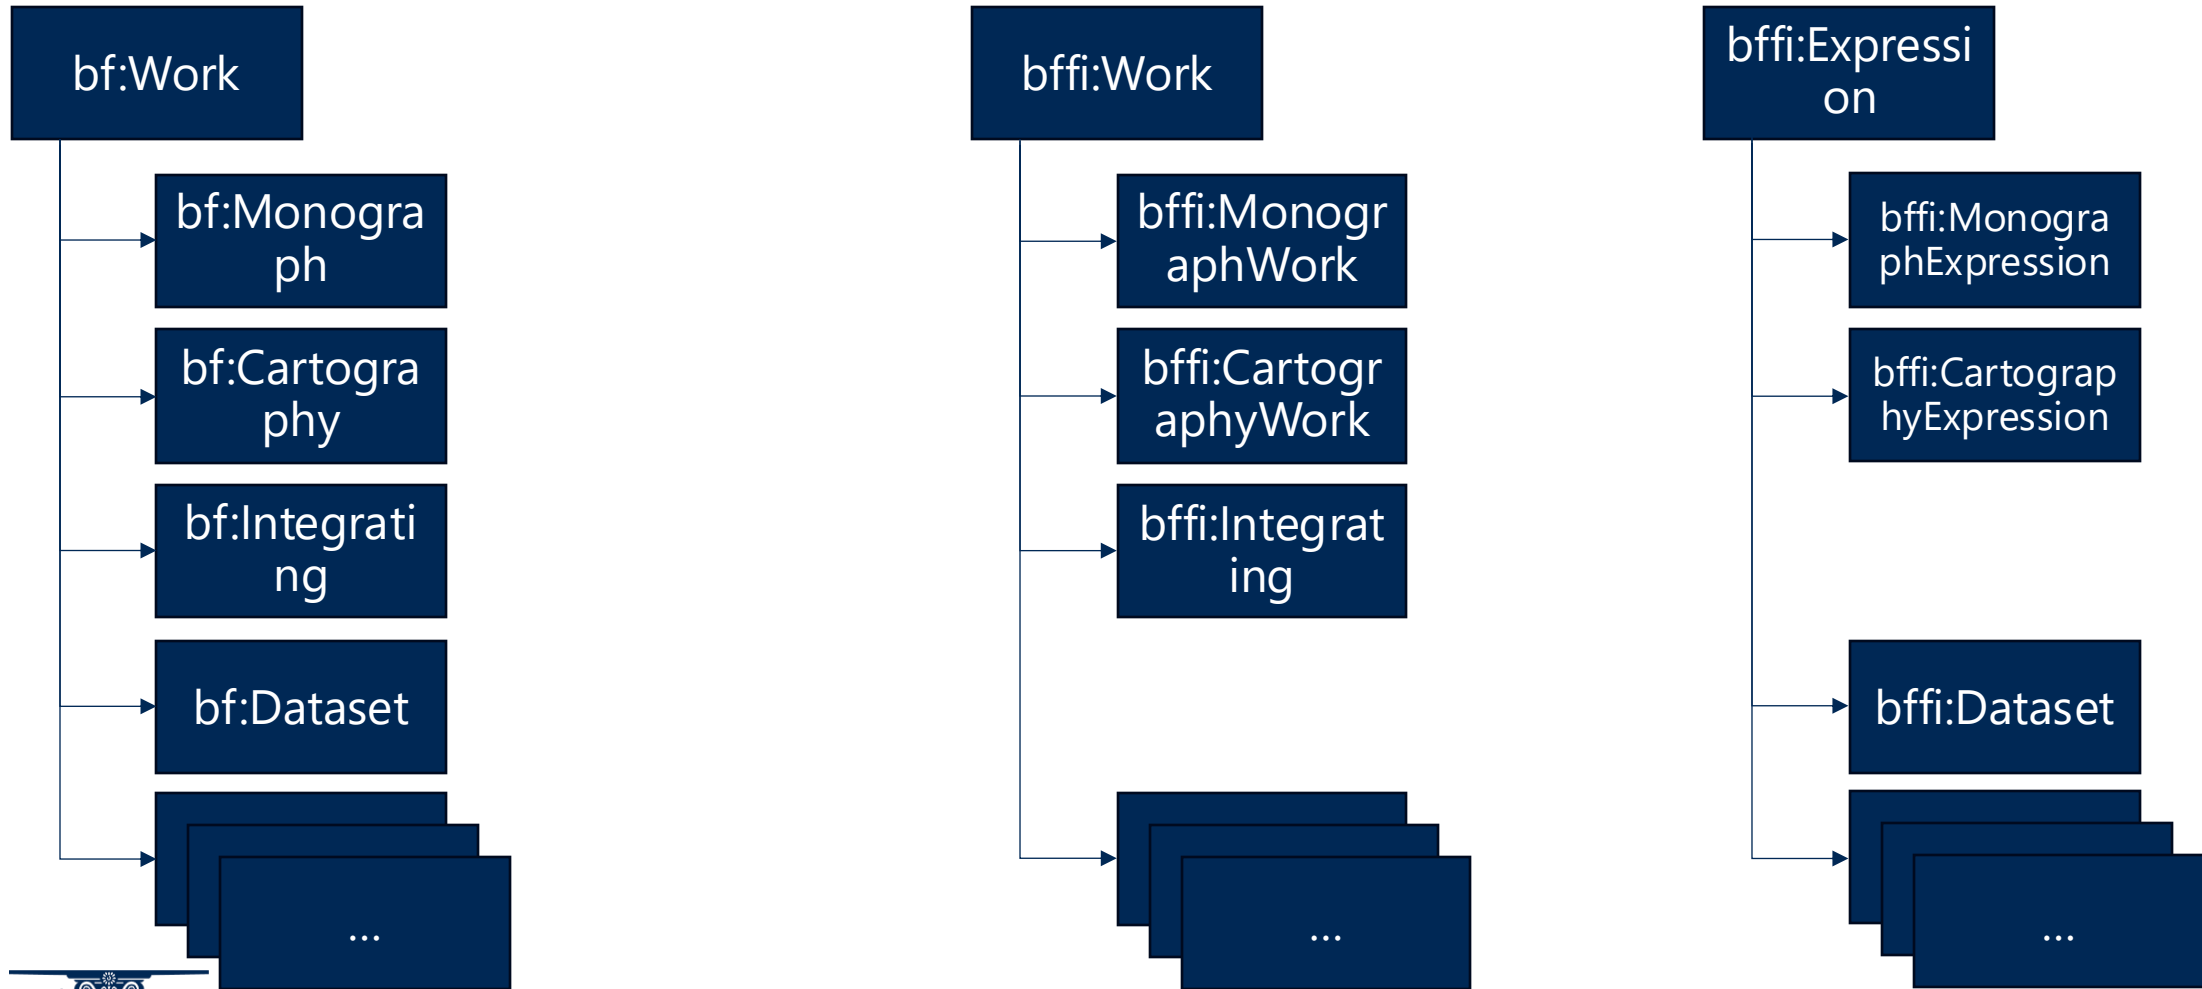 bf:Work
bf:Monogra
ph
bf:Cartogra
phy
bf:Integrati
ng
bf:Dataset
...
bffi:Work
bffi:Monogr
aphWork
bffi:Cartogr
aphyWork
bffi:Integrat
ing
...
bffi:Expressi
on
bffi:Monogra
phExpression
bffi:Cartograp
hyExpression
bffi:Dataset
...